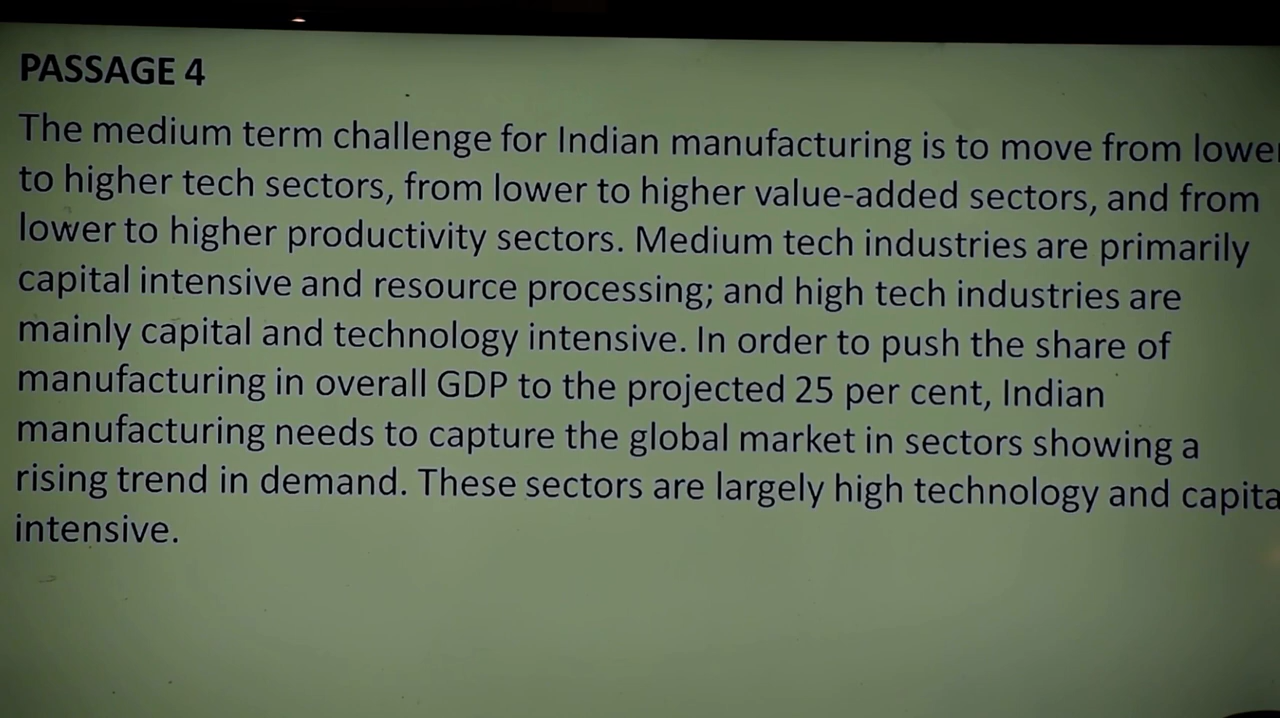 PASSAGE 4
The medium term challenge for Indian manufacturing is to move from lowe
to higher tech sectors, from lower to higher value-added sectors, and from
lower to higher productivity sectors. Medium tech industries are primarily
capital intensive and resource processing; and high tech industries are
mainly capital and technology intensive. In order to push the share of
manufacturing in overall GDP to the projected 25 per cent, Indian
manufacturing needs to capture the global market in sectors showing a
rising trend in demand. These sectors are largely high technology and capita
intensive.